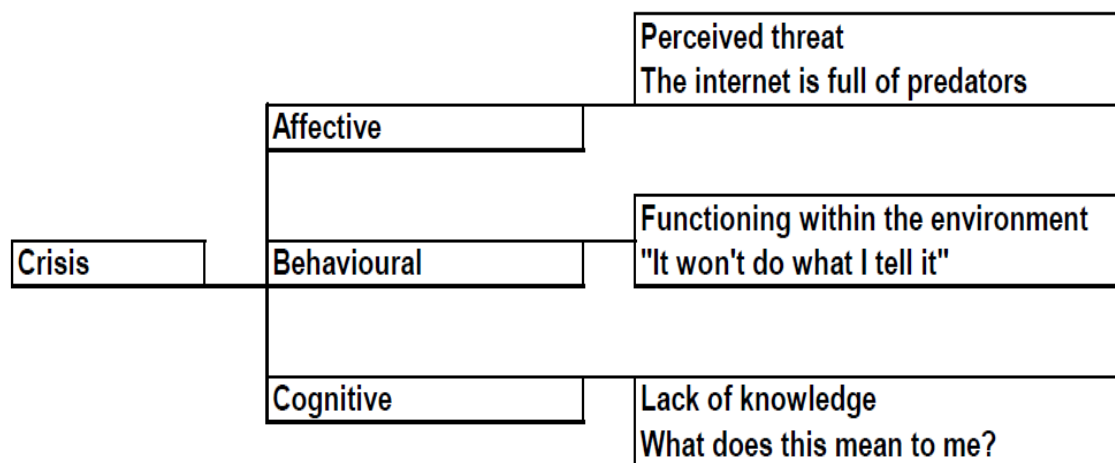 Perceived threat
The internet is full of predators
Affective
Functioning within the environment
Crisis
Behavioural
"It won't do what I tell it"
Cognitive
Lack of knowledge
What does this mean to me?